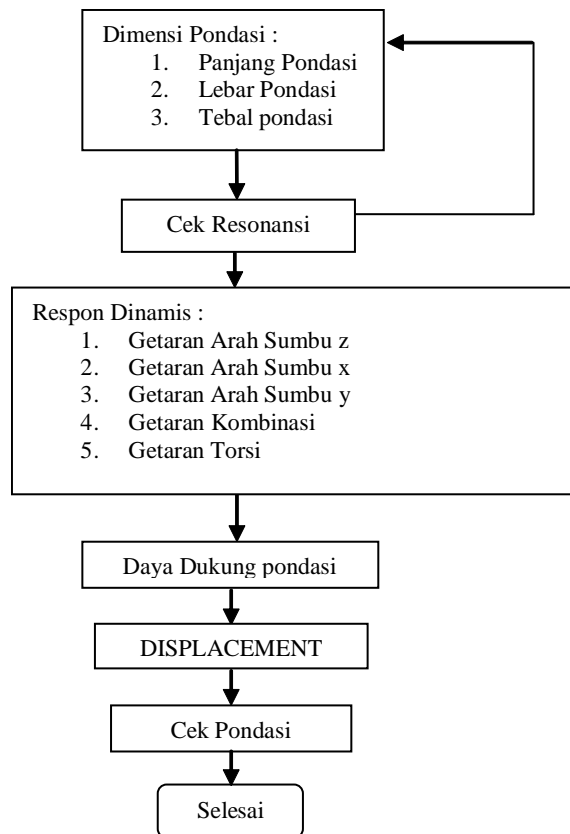 Dimensi Pondasi :
1. Panjang Pondasi
2. Lebar Pondasi
3. Tebal pondasi
Cek Resonansi
Respon Dinamis :
1. Getaran Arah Sumbu z
2. Getaran Arah Sumbu x
3. Getaran Arah Sumbu y
4. Getaran Kombinasi
5. Getaran Torsi
Daya Dukung pondasi
DISPLACEMENT
Cek Pondasi
Selesai